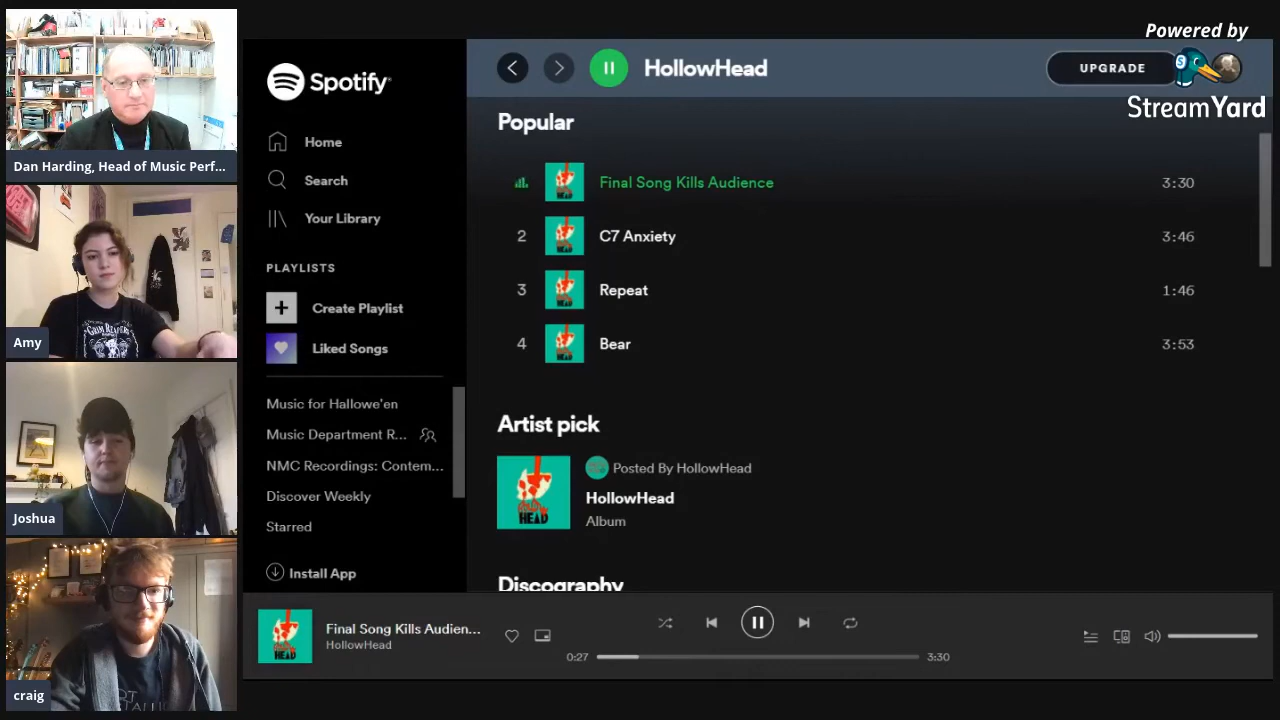 Dan Harding, Head of Music Perf...
Amy
GRIM REAPERS
Joshua
craig
Spotify
Home
Search
Your Library
PLAYLISTS
Create Playlist
Liked Songs
Music for Hallowe'en
Music Department R...
NMC Recordings: Contem...
Discover Weekly
Starred
Install App
HollowHead
UPGRADE
Powered by
StreamYard
Popular
Final Song Kills Audience 3:30
2 C7 Anxiety 3:46
3 Repeat 1:46
4 Bear 3:53
Artist pick
HEAD
Posted By HollowHead
HollowHead
Album
Discography
Final Song Kills Audien...
HollowHead
0:27
3:30